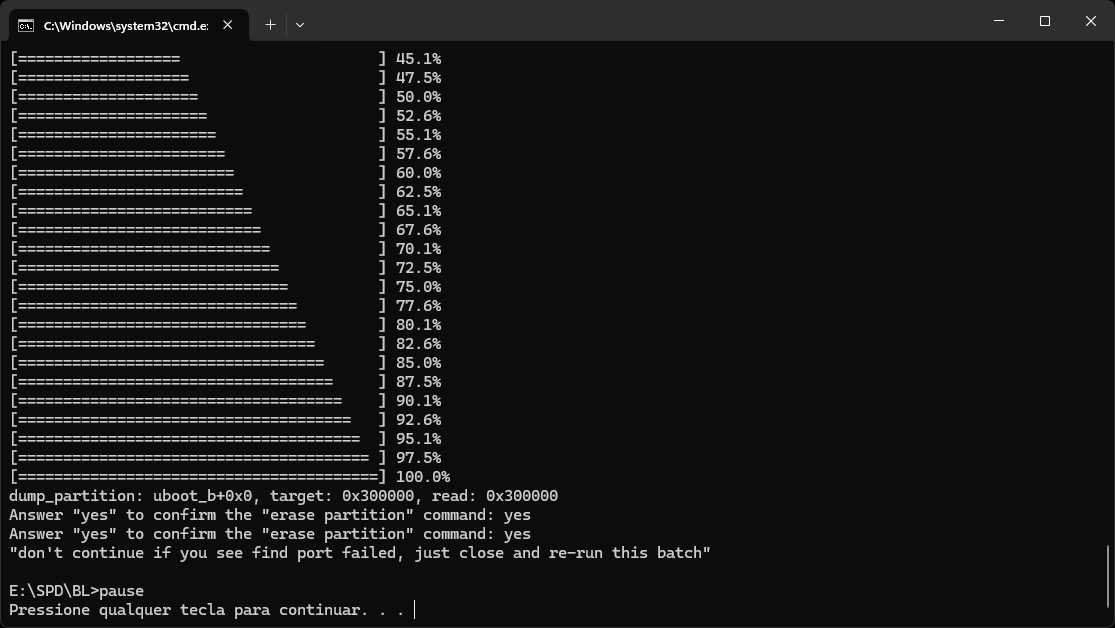 C:\Windows\system32\cmd.e:
[==================                      ] 45.1%
[===================                     ] 47.5%
[====================                    ] 50.0%
[=====================                   ] 52.6%
[======================                  ] 55.1%
[=======================                 ] 57.6%
[========================                ] 60.0%
[=========================               ] 62.5%
[==========================              ] 65.1%
[===========================             ] 67.6%
[============================            ] 70.1%
[=============================           ] 72.5%
[==============================          ] 75.0%
[===============================         ] 77.6%
[================================        ] 80.1%
[=================================       ] 82.6%
[==================================      ] 85.0%
[===================================     ] 87.5%
[====================================    ] 90.1%
[=====================================   ] 92.6%
[======================================  ] 95.1%
[======================================= ] 97.5%
[========================================] 100.0%
dump_partition: uboot_b+0x0, target: 0x300000, read: 0x300000
Answer "yes" to confirm the "erase partition" command: yes
Answer "yes" to confirm the "erase partition" command: yes
"don't continue if you see find port failed, just close and re-run this batch"
E:\SPD\BL>pause
Pressione qualquer tecla para continuar. . .